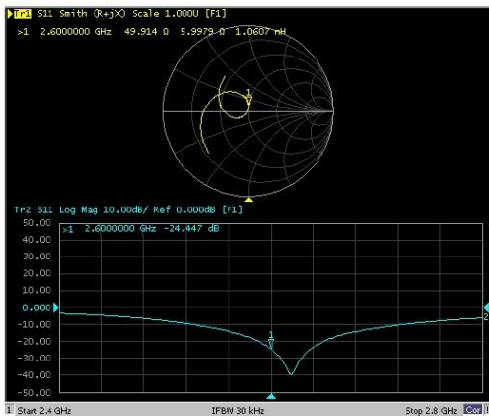 Tr1 S11 Smith (R+jX) Scale 1.000U [F1]
>1 2.6000000 GHz 49.914 Ω 5.9979 Ω 1.0607 nH
1
Tr2 S11 Log Mag 10.00dB/ Ref 0.000dB [F1]
50.00
>1 2.6000000 GHz -24.447 dB
40.00
30.00
20.00
10.00
0.000
2
-10.00
1
-20.00
-30.00
-40.00
-50.00
1 Start 2.4 GHz IFBW 30 kHz Stop 2.8 GHz Cor